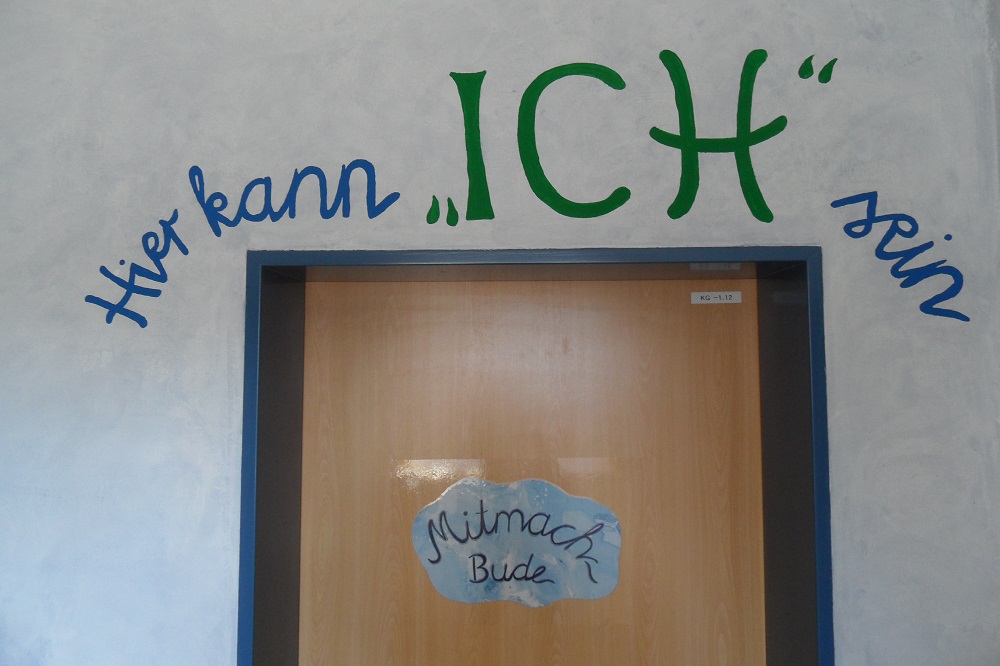 Hier kann „ICH“ sein
KG -1.12
Mitmach-
Bude